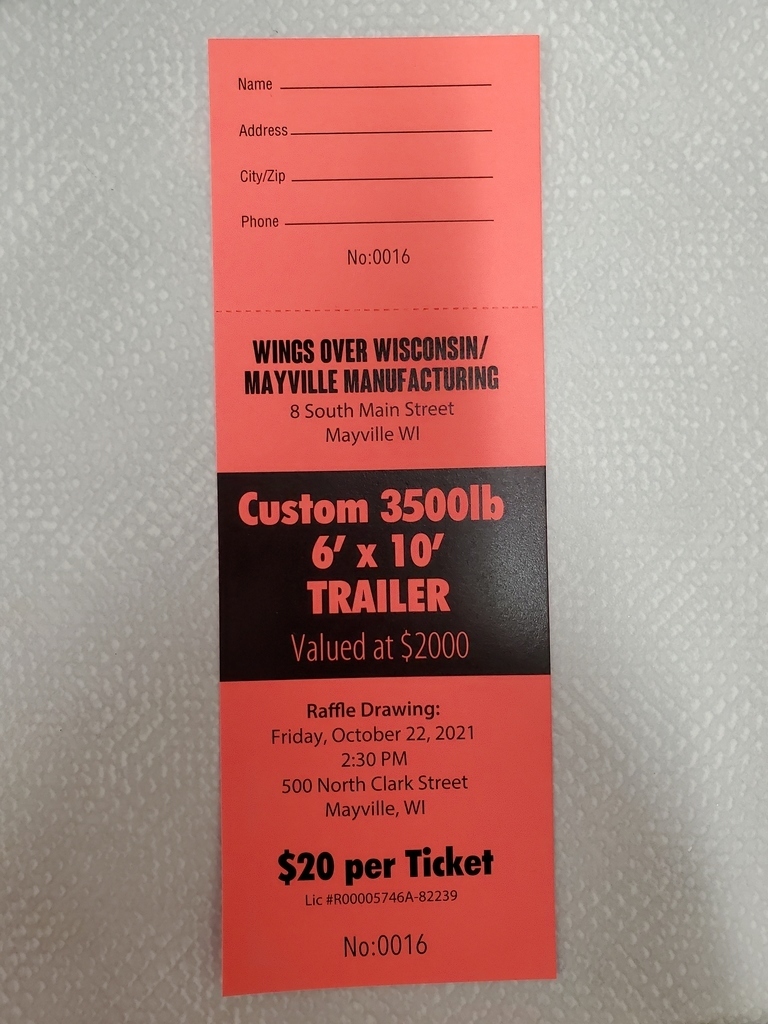 Name
Address
City/Zip
Phone
No:0016
WINGS OVER WISCONSIN/
MAYVILLE MANUFACTURING
8 South Main Street
Mayville WI
Custom 3500lb
6' x 10'
TRAILER
Valued at $2000
Raffle Drawing:
Friday, October 22, 2021
2:30 PM
500 North Clark Street
Mayville, WI
$20 per Ticket
Lic #R00005746A-82239
No:0016